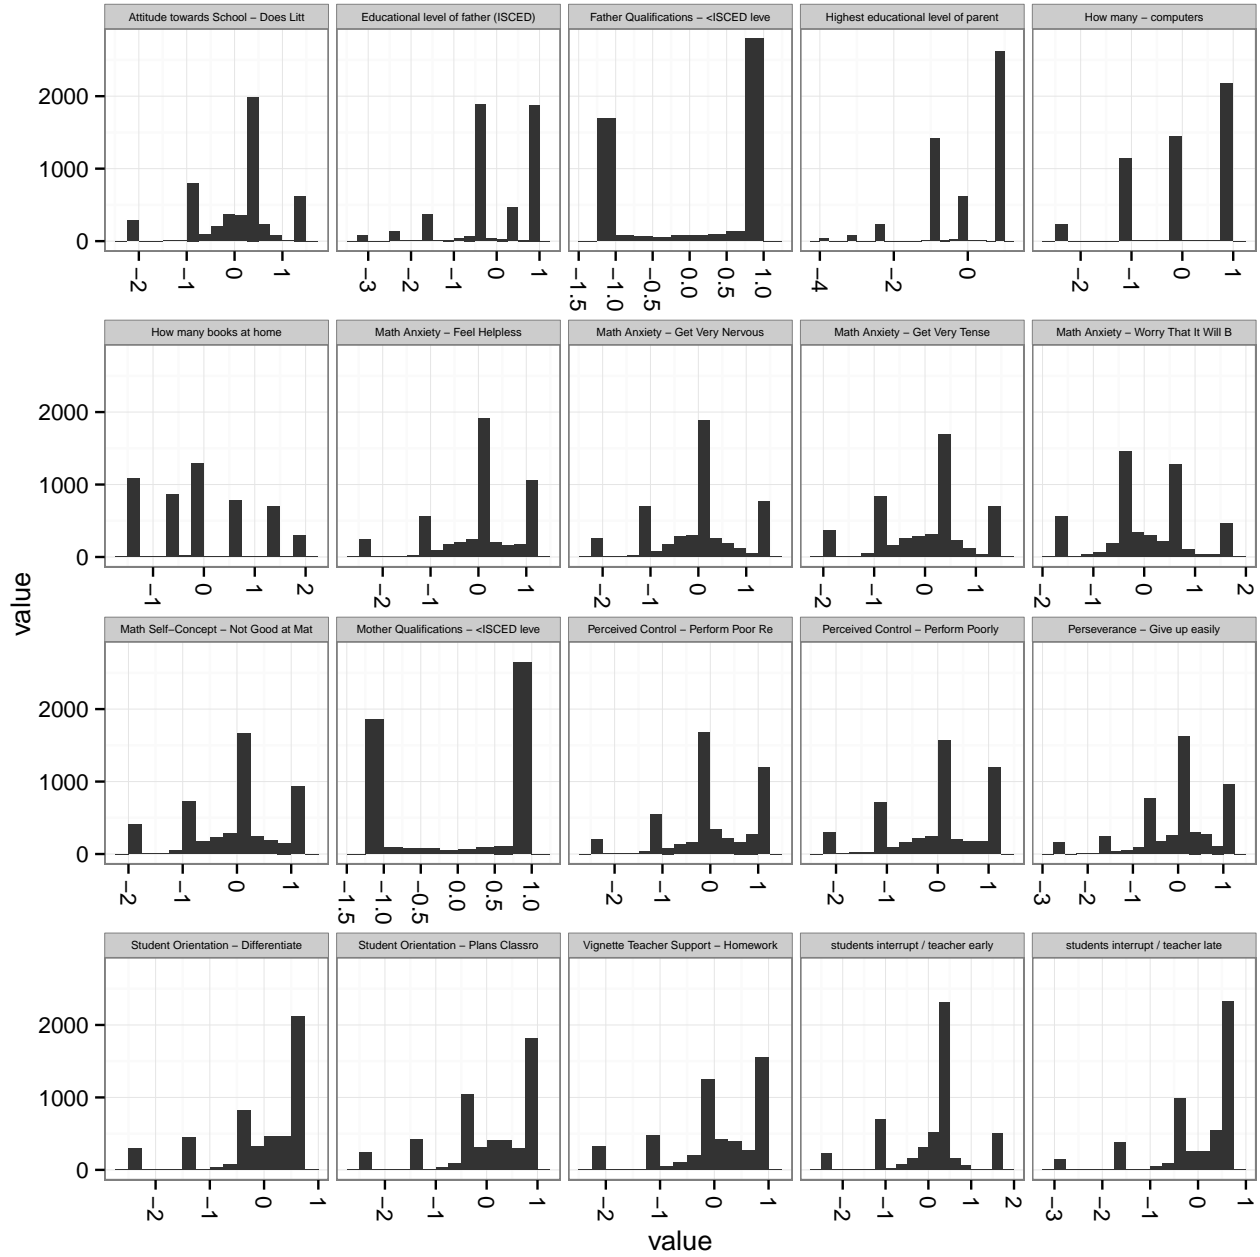 Attitude towards School − Does Litt
Educational level of father (ISCED)
Father Qualifications − <ISCED leve
Highest educational level of parent
How many − computers
2000
1000
0
−2 −1 0 1
−3 −2 −1 0 1
−1.5 −1.0 −0.5 0.0 0.5 1.0
−4 −2 0
−2 −1 0 1
How many books at home
Math Anxiety − Feel Helpless
Math Anxiety − Get Very Nervous
Math Anxiety − Get Very Tense
Math Anxiety − Worry That It Will B
2000
1000
0
−1 0 1 2
−2 −1 0 1
−2 −1 0 1
−2 −1 0 1
−2 −1 0 1 2
value
Math Self−Concept − Not Good at Mat
Mother Qualifications − <ISCED leve
Perceived Control − Perform Poor Re
Perceived Control − Perform Poorly
Perseverance − Give up easily
2000
1000
0
−2 −1 0 1
−1.5 −1.0 −0.5 0.0 0.5 1.0
−2 −1 0 1
−2 −1 0 1
−3 −2 −1 0 1
Student Orientation − Differentiate
Student Orientation − Plans Classro
Vignette Teacher Support − Homework
students interrupt / teacher early
students interrupt / teacher late
2000
1000
0
−2 −1 0 1
−2 −1 0 1
−2 −1 0 1
−2 −1 0 1 2
−3 −2 −1 0 1
value